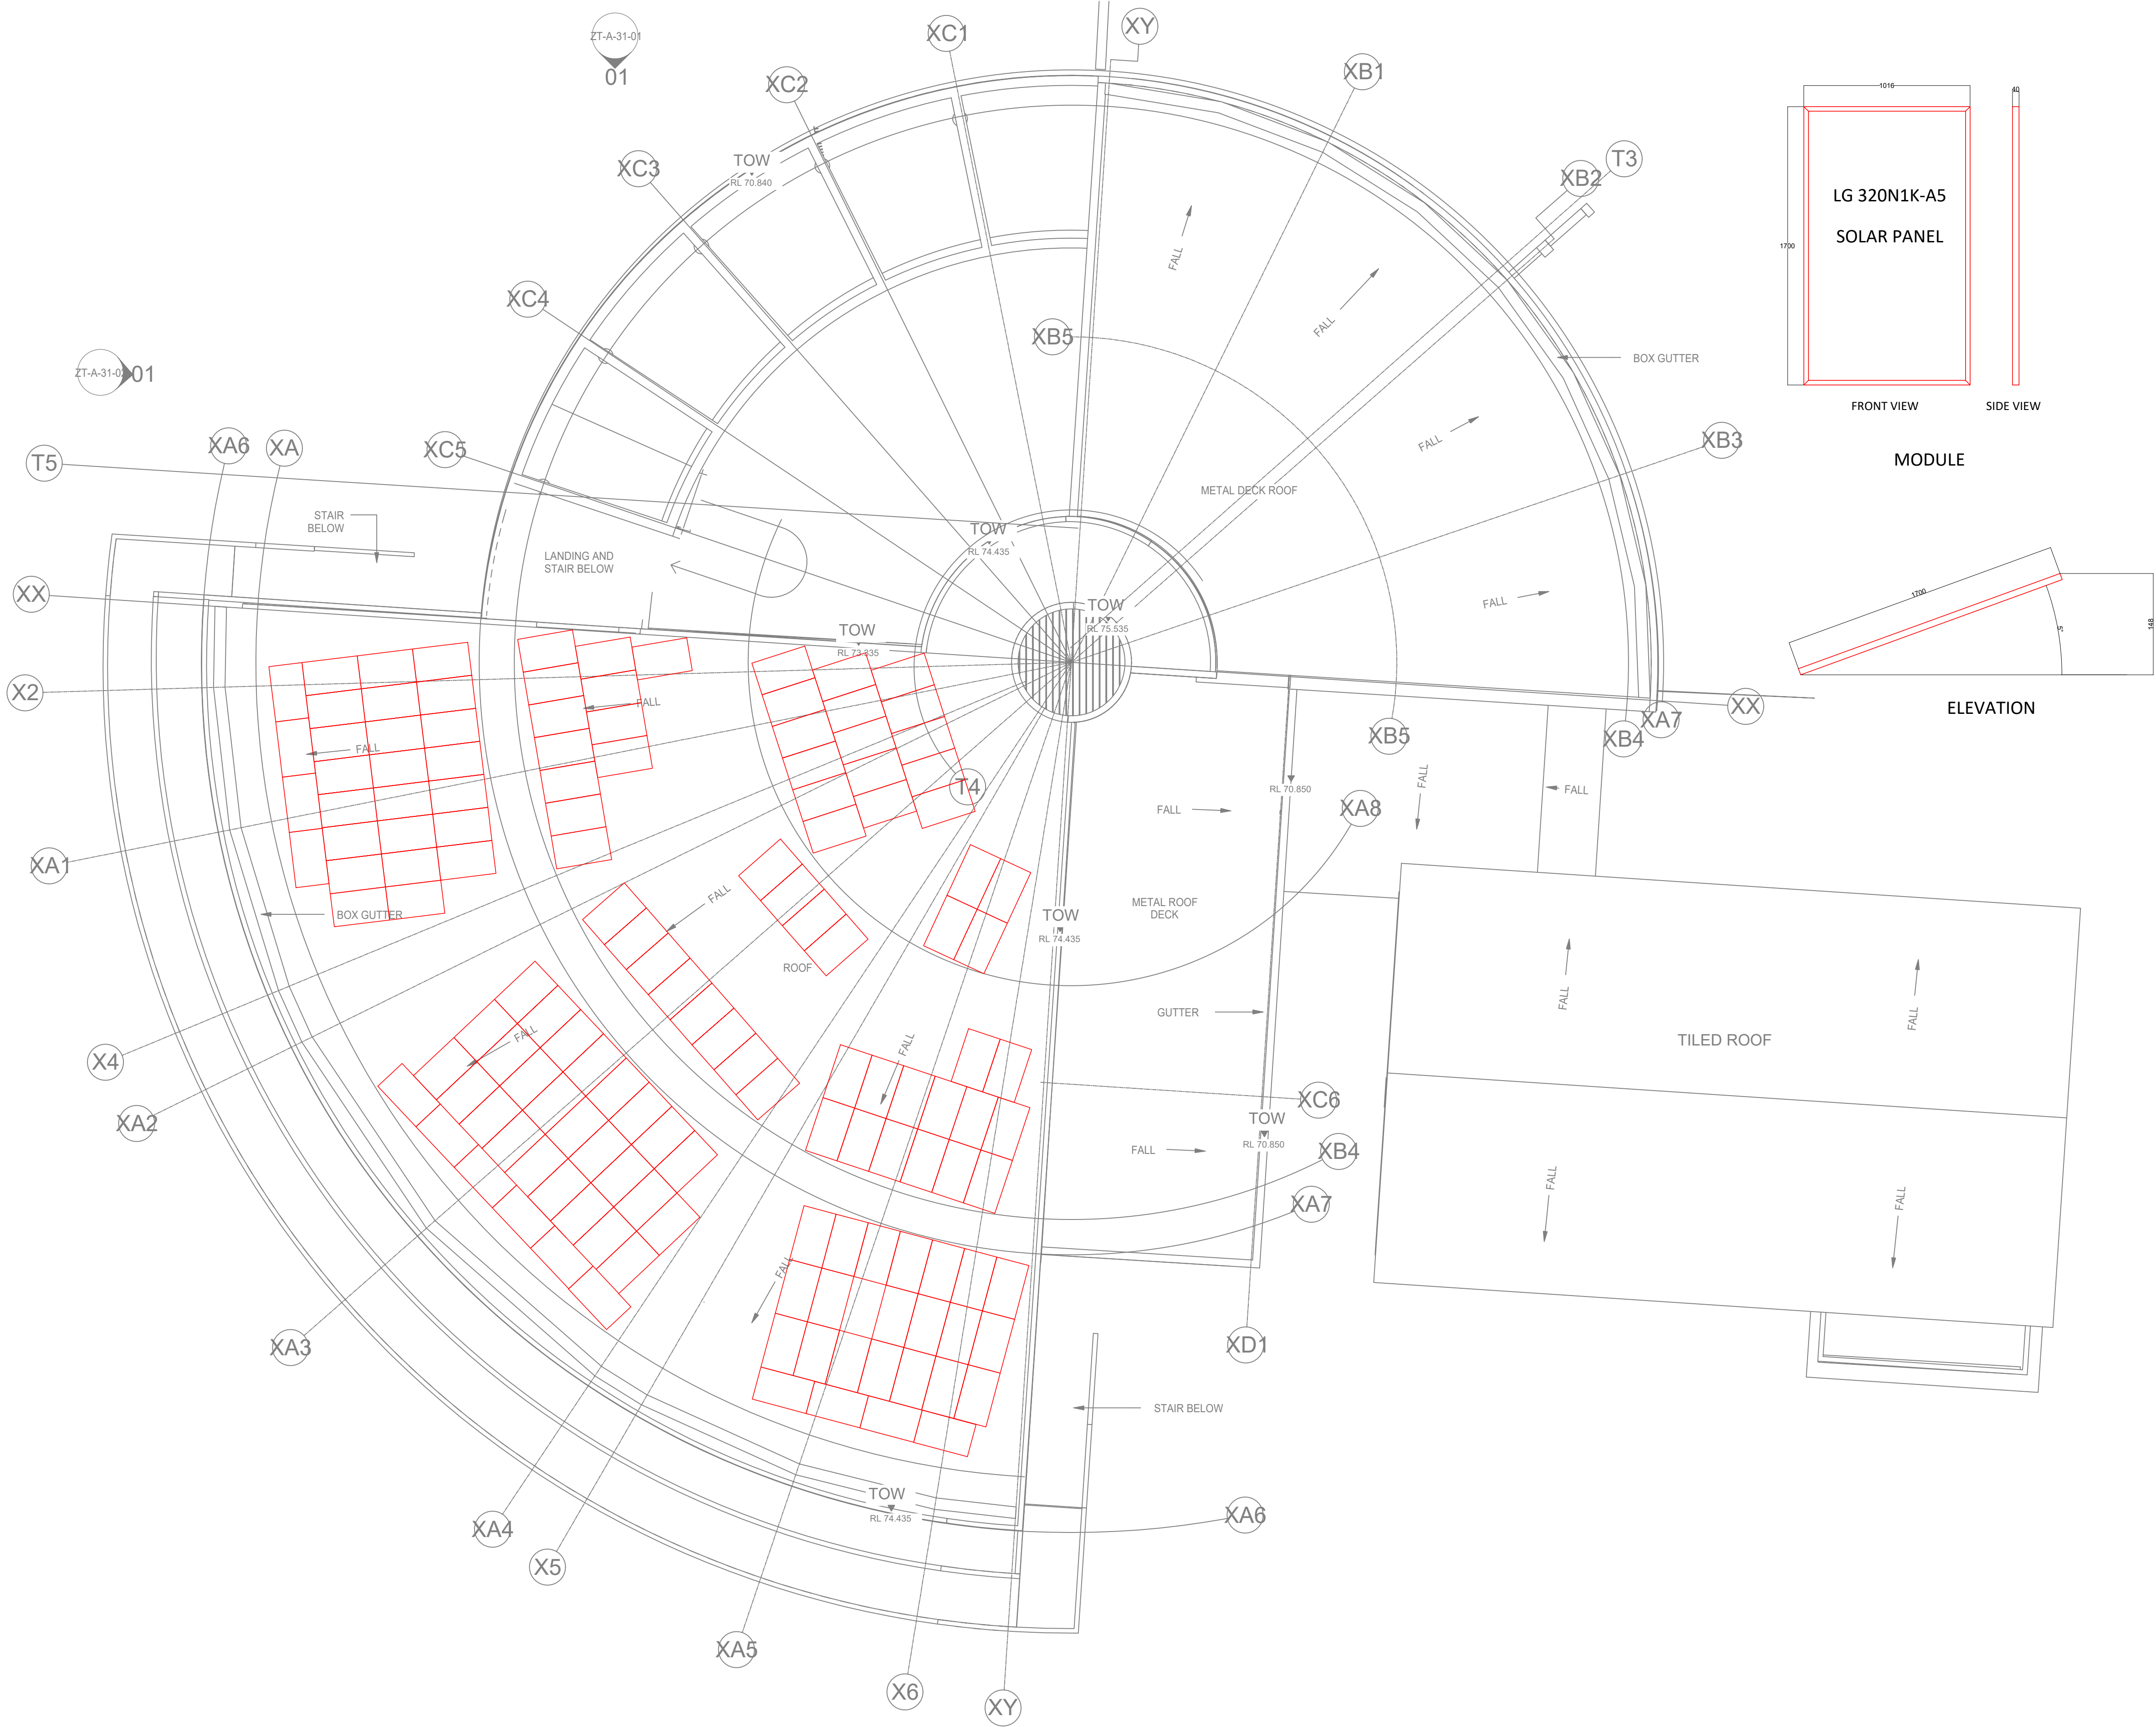 ZT-A-31-01
01
XC1
XY
XC2
XB1
XC3
TOW
RL 70.840
T3
XB2
1016
40
LG 320N1K-A5
SOLAR PANEL
1700
FRONT VIEW
SIDE VIEW
MODULE
FALL
FALL
XC4
XB5
BOX GUTTER
01
XA6
XA
XC5
T5
FALL
XB3
METAL DECK ROOF
STAIR
BELOW
TOW
RL 74.435
LANDING AND
STAIR BELOW
XX
TOW
RL 75.535
FALL
TOW
RL 73.835
1700
5°
148
ELEVATION
X2
FALL
FALL
XX
XA7
XB4
XB5
T4
RL 70.850
FALL
FALL
FALL
XA8
XA1
FALL
BOX GUTTER
METAL ROOF
DECK
TOW
RL 74.435
ROOF
GUTTER
FALL
FALL
FALL
FALL
TILED ROOF
X4
XA2
XC6
TOW
RL 70.850
FALL
XB4
XA7
FALL
FALL
FALL
XA3
XD1
STAIR BELOW
TOW
RL 74.435
XA4
XA6
X5
XA5
X6
XY